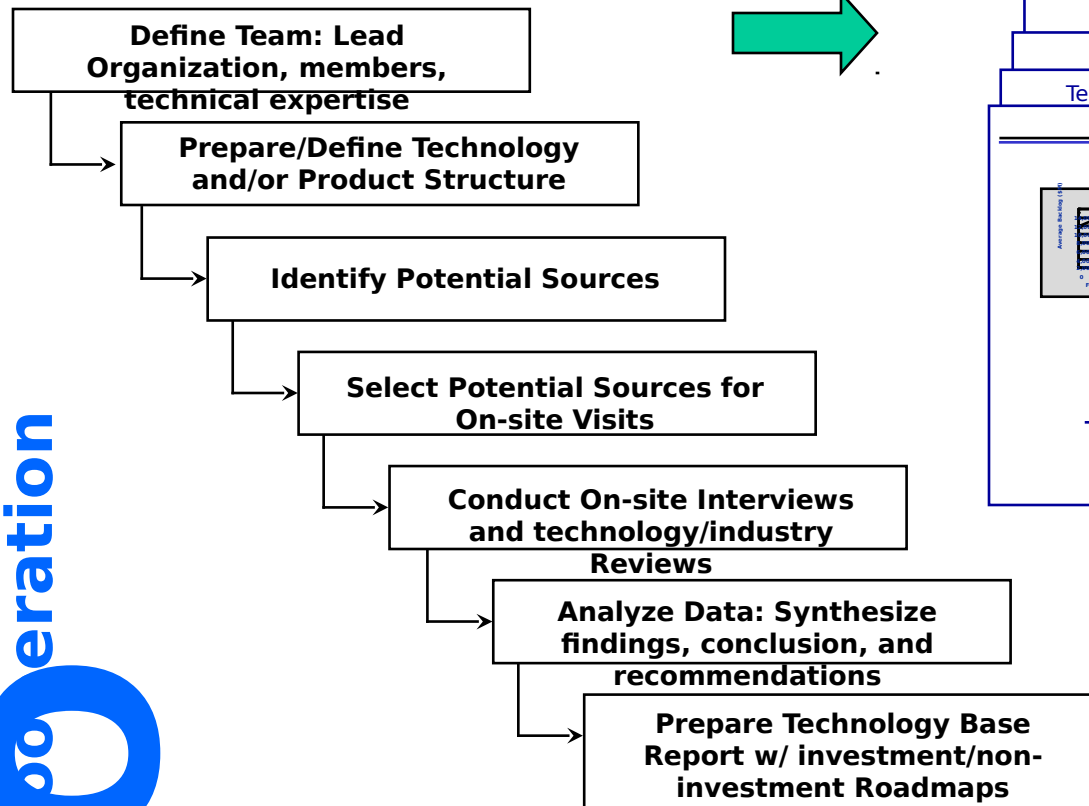 Define Team: Lead
Organization, members,
technical expertise
Prepare/Define Technology
and/or Product Structure
Identify Potential Sources
Select Potential Sources for
On-site Visits
Conduct On-site Interviews
and technology/industry
Reviews
Analyze Data: Synthesize
findings, conclusion, and
recommendations
Prepare Technology Base
Report w/ investment/non-
investment Roadmaps
Te
eration